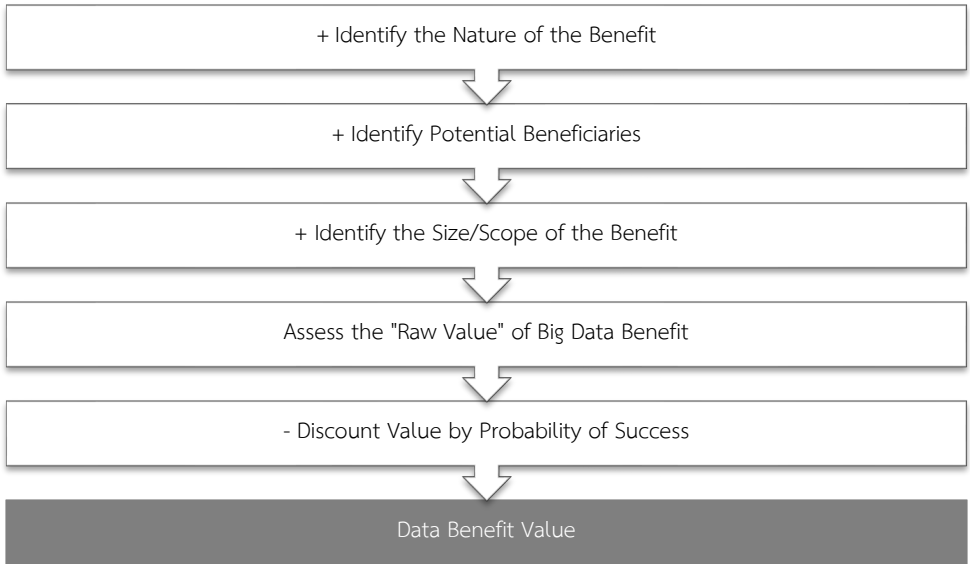 + Identify the Nature of the Benefit
+ Identify Potential Beneficiaries
+ Identify the Size/Scope of the Benefit
Assess the "Raw Value" of Big Data Benefit
- Discount Value by Probability of Success
Data Benefit Value